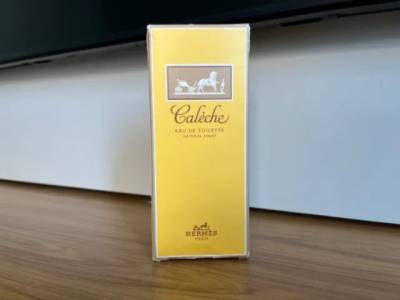 Calèche
EAU DE TOILETTE
NATURAL SPRAY
HERMÈS
PARIS